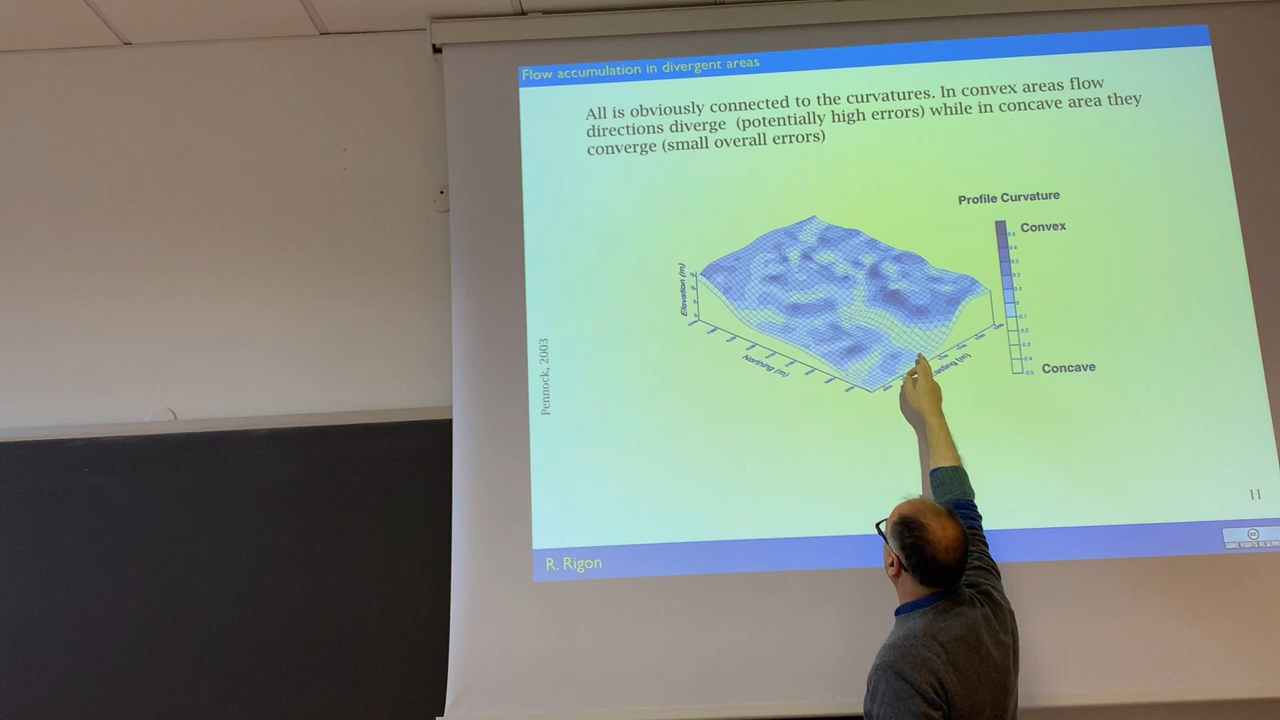 Flow accumulation in divergent areas
All is obviously connected to the curvatures. In convex areas flow
directions diverge (potentially high errors) while in concave area they
converge (small overall errors)
Profile Curvature
Convex
Concave
Elevation (m)
Northing (m)
Pennock, 2003
11
R. Rigon